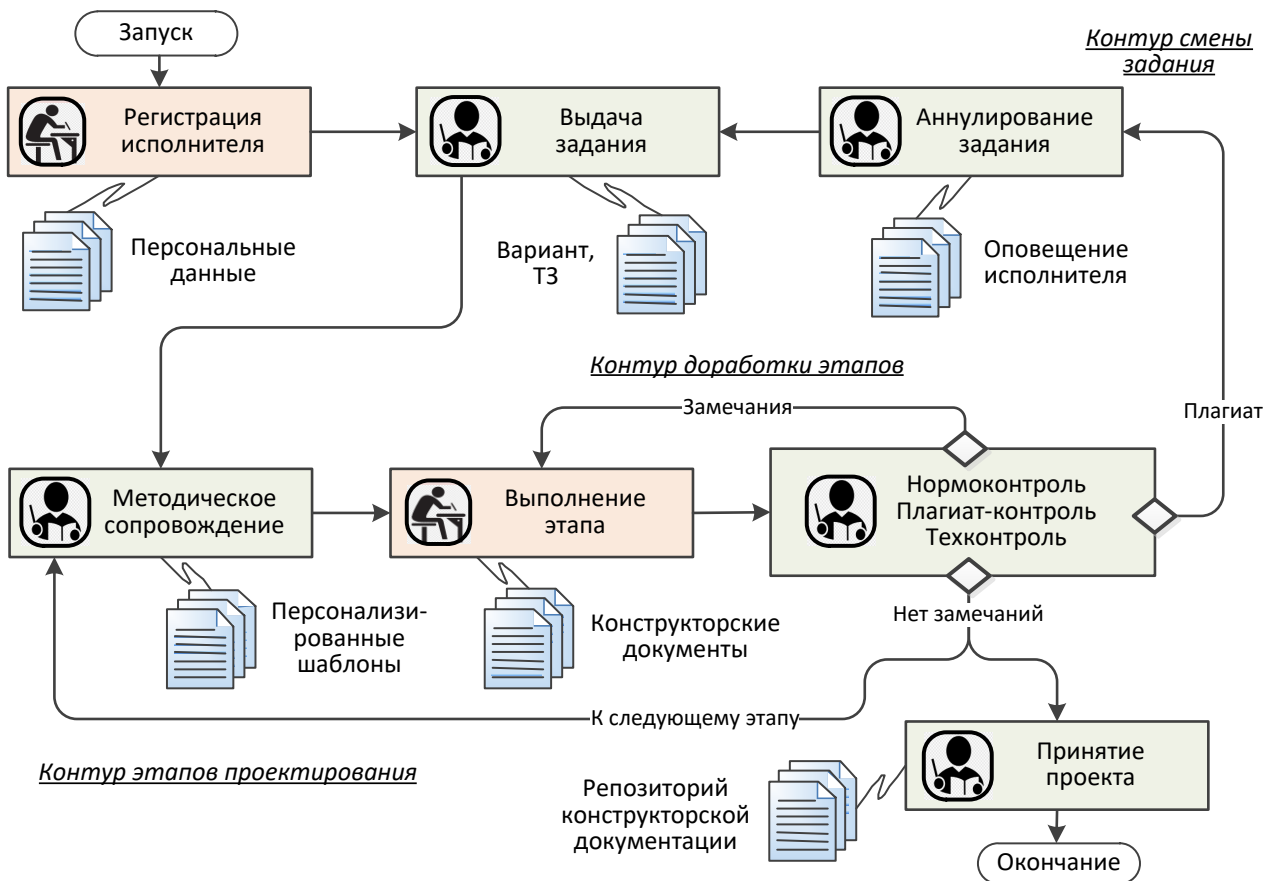 Запуск
Контур смены
задания
Регистрация
исполнителя
Выдача
задания
Аннулирование
задания
Персональные
данные
Вариант,
ТЗ
Оповещение
исполнителя
Контур доработки этапов
Замечания
Плагиат
Методическое
сопровождение
Выполнение
этапа
Нормоконтроль
Плагиат-контроль
Техконтроль
Персонализи-
рованные
шаблоны
Конструкторские
документы
Нет замечаний
К следующему этапу
Контур этапов проектирования
Принятие
проекта
Репозиторий
конструкторской
документации
Окончание